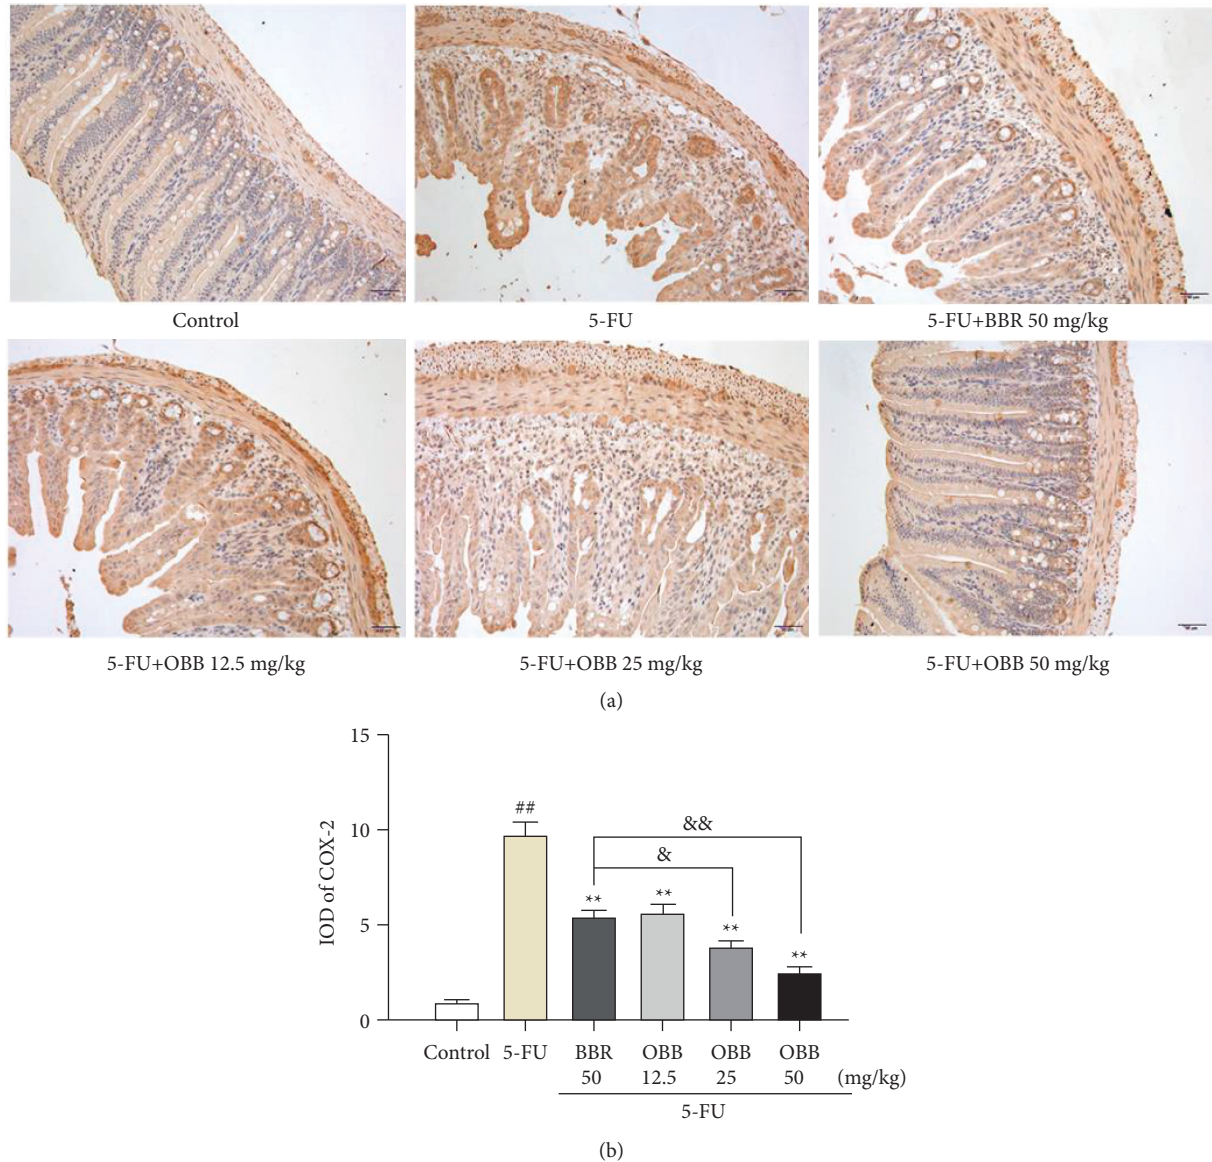 Control
5-FU
5-FU+BBR 50 mg/kg
5-FU+OBB 12.5 mg/kg
5-FU+OBB 25 mg/kg
5-FU+OBB 50 mg/kg
(a)
15
10
5
0
IOD of COX-2
##
**
**
**
**
&
&&
Control 5-FU BBR OBB OBB OBB
50 12.5 25 50 (mg/kg)
5-FU
(b)